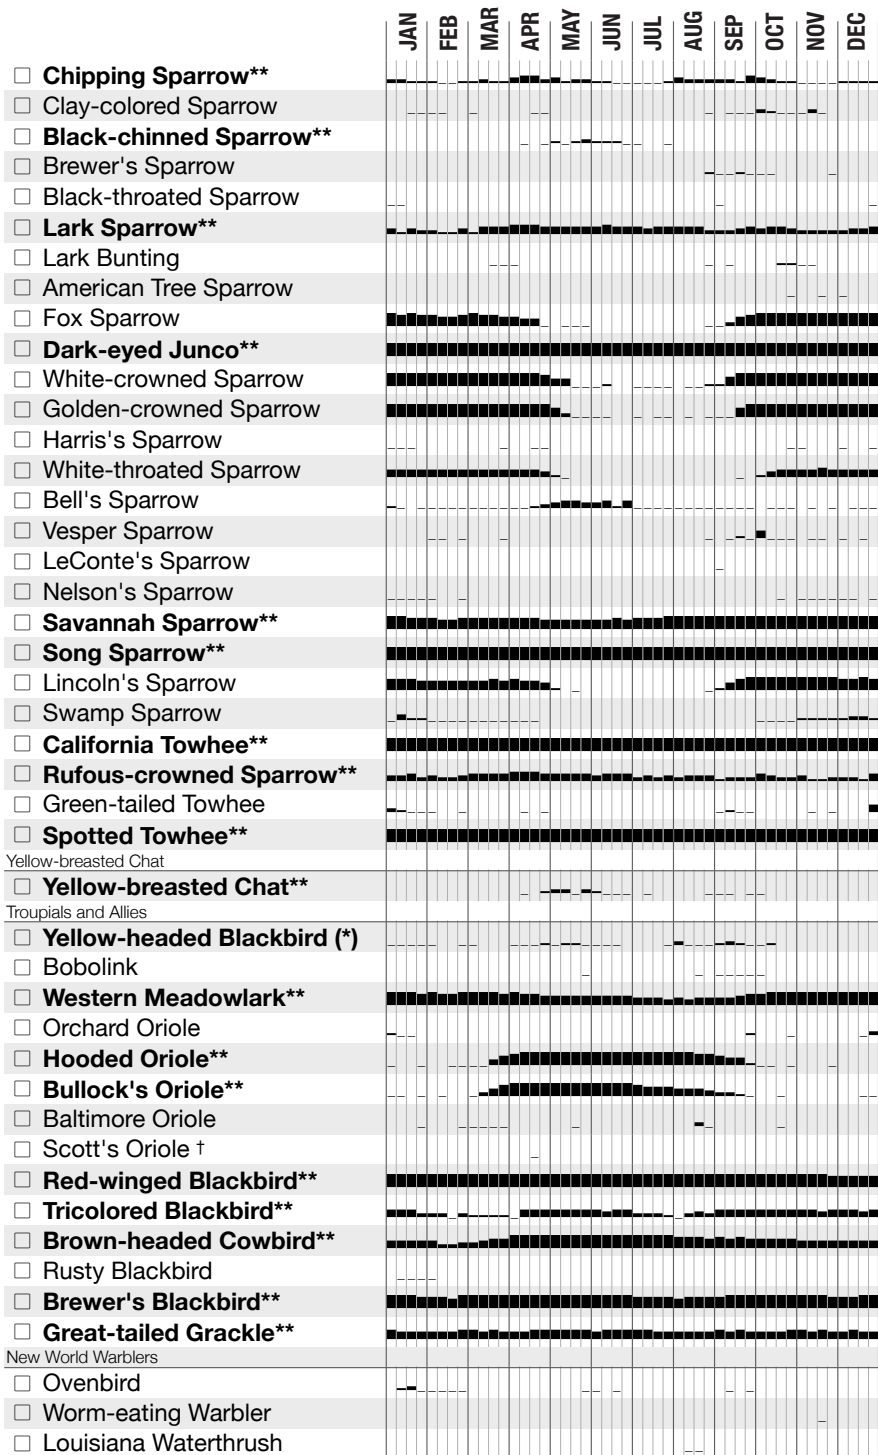 JAN FEB MAR APR MAY JUN JUL AUG SEP OCT NOV DEC
Chipping Sparrow**
Clay-colored Sparrow
Black-chinned Sparrow**
Brewer's Sparrow
Black-throated Sparrow
Lark Sparrow**
Lark Bunting
American Tree Sparrow
Fox Sparrow
Dark-eyed Junco**
White-crowned Sparrow
Golden-crowned Sparrow
Harris's Sparrow
White-throated Sparrow
Bell's Sparrow
Vesper Sparrow
LeConte's Sparrow
Nelson's Sparrow
Savannah Sparrow**
Song Sparrow**
Lincoln's Sparrow
Swamp Sparrow
California Towhee**
Rufous-crowned Sparrow**
Green-tailed Towhee
Spotted Towhee**
Yellow-breasted Chat
Yellow-breasted Chat**
Troupials and Allies
Yellow-headed Blackbird (*)
Bobolink
Western Meadowlark**
Orchard Oriole
Hooded Oriole**
Bullock's Oriole**
Baltimore Oriole
Scott's Oriole †
Red-winged Blackbird**
Tricolored Blackbird**
Brown-headed Cowbird**
Rusty Blackbird
Brewer's Blackbird**
Great-tailed Grackle**
New World Warblers
Ovenbird
Worm-eating Warbler
Louisiana Waterthrush